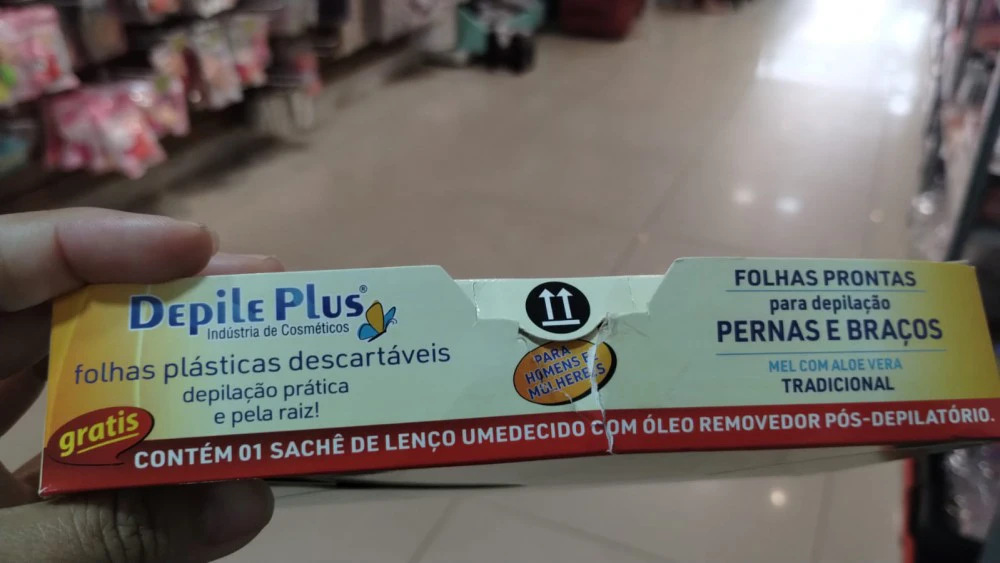 Depile Plus®
Indústria de Cosméticos
folhas plásticas descartáveis
depilação prática
e pela raiz!
gratis
CONTÉM 01 SACHÊ DE LENÇO UMEDECIDO COM ÓLEO REMOVEDOR PÓS-DEPILATÓRIO.
PARA
HOMENS E
MULHERES
FOLHAS PRONTAS
para depilação
PERNAS E BRAÇOS
MEL COM ALOE VERA
TRADICIONAL